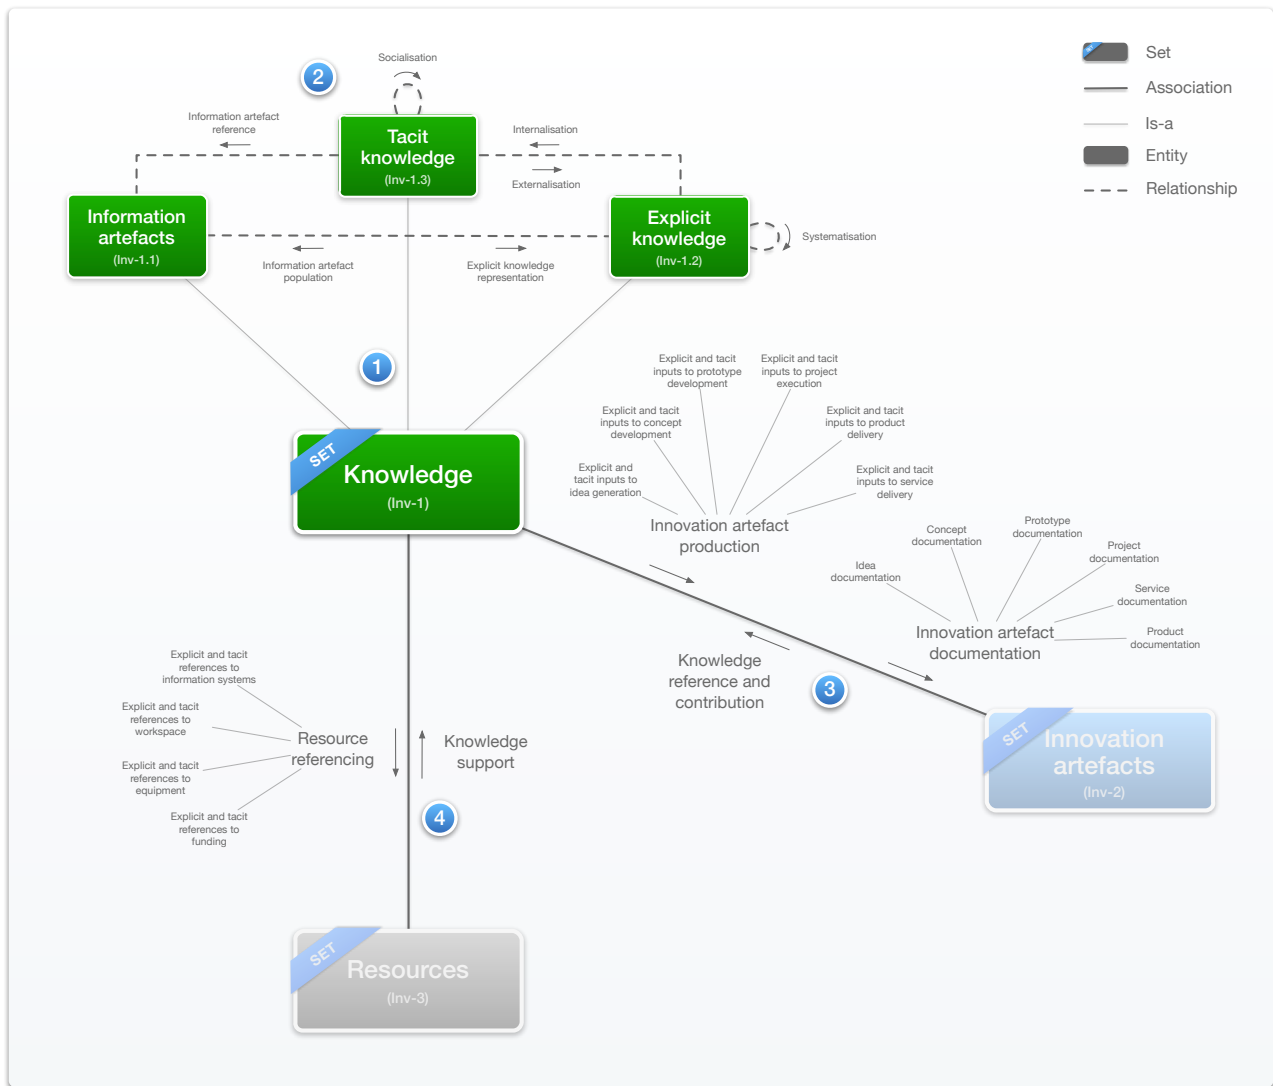 Socialisation
2
Set
Association
Is-a
Entity
Relationship
Information artefact
reference
Tacit
knowledge
(Inv-1.3)
Internalisation
Externalisation
Information
artefacts
(Inv-1.1)
Explicit
knowledge
(Inv-1.2)
Systematisation
Information artefact
population
Explicit knowledge
representation
1
Explicit and tacit
inputs to prototype
development
Explicit and tacit
inputs to project
execution
Explicit and tacit
inputs to concept
development
Explicit and tacit
inputs to product
delivery
Explicit and
tacit inputs to
idea generation
Explicit and tacit
inputs to service
delivery
SET
Knowledge
(Inv-1)
Innovation artefact
production
Concept
documentation
Prototype
documentation
Project
documentation
Idea
documentation
Service
documentation
Product
documentation
Innovation artefact
documentation
Knowledge
reference and
contribution
3
Explicit and tacit
references to
information systems
Explicit and tacit
references to
workspace
Explicit and tacit
references to
equipment
Explicit and tacit
references to
funding
Resource
referencing
Knowledge
support
4
SET
Innovation
artefacts
(Inv-2)
SET
Resources
(Inv-3)